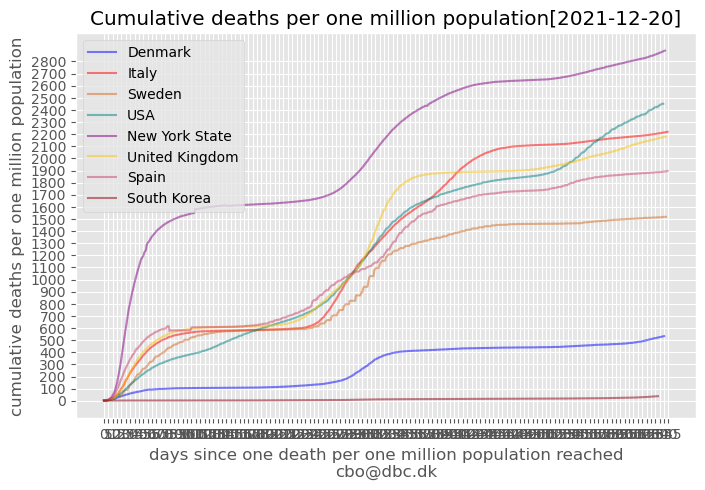 Cumulative deaths per one million population[2021-12-20]
cumulative deaths per one million population
2800
2700
2600
2500
2400
2300
2200
2100
2000
1900
1800
1700
1600
1500
1400
1300
1200
1100
1000
900
800
700
600
500
400
300
200
100
0
Denmark
Italy
Sweden
USA
New York State
United Kingdom
Spain
South Korea
days since one death per one million population reached
cbo@dbc.dk